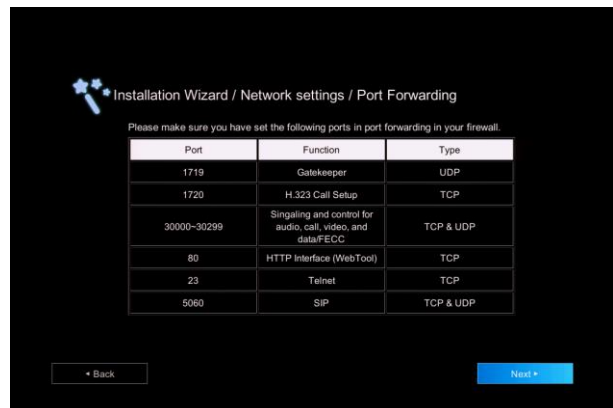 Installation Wizard / Network settings / Port Forwarding
Please make sure you have set the following ports in port forwarding in your firewall.
Port Function Type
1719 Gatekeeper UDP
1720 H.323 Call Setup TCP
30000~30299 Singaling and control for audio, call, video, and data/FECC TCP & UDP
80 HTTP Interface (WebTool) TCP
23 Telnet TCP
5060 SIP TCP & UDP
Back
Next